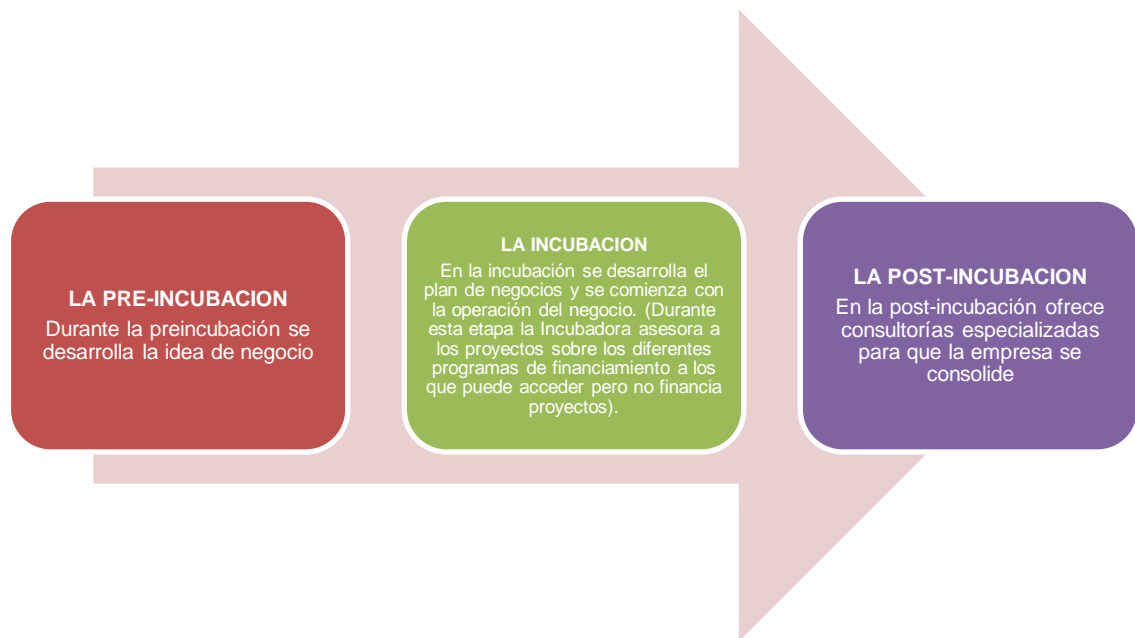 LA PRE-INCUBACION
Durante la preincubación se
desarrolla la idea de negocio
LA INCUBACION
En la incubación se desarrolla el
plan de negocios y se comienza con
la operación del negocio. (Durante
esta etapa la Incubadora asesora a
los proyectos sobre los diferentes
programas de financiamiento a los
que puede acceder pero no financia
proyectos).
LA POST-INCUBACION
En la post-incubación ofrece
consultorías especializadas
para que la empresa se
consolide